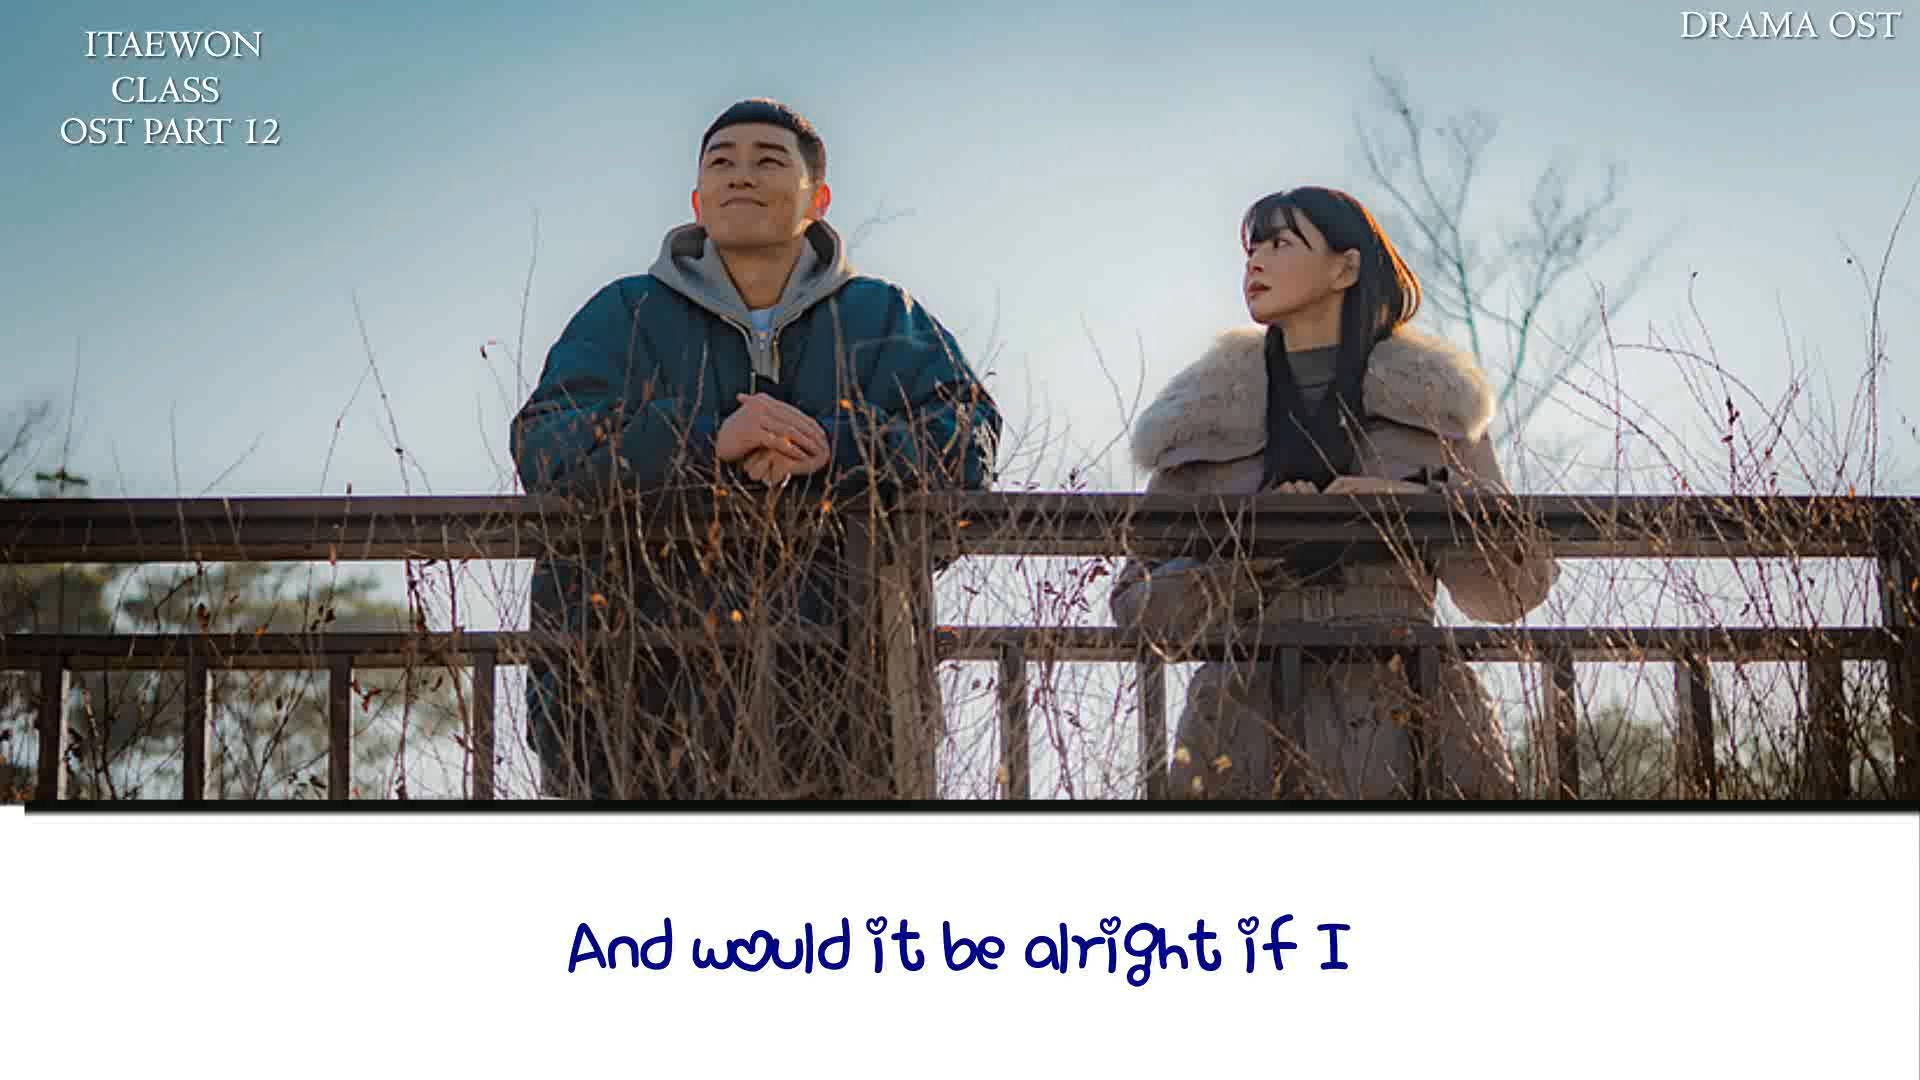 ITAEWON
CLASS
OST PART 12
DRAMA OST
And would it be alright if I